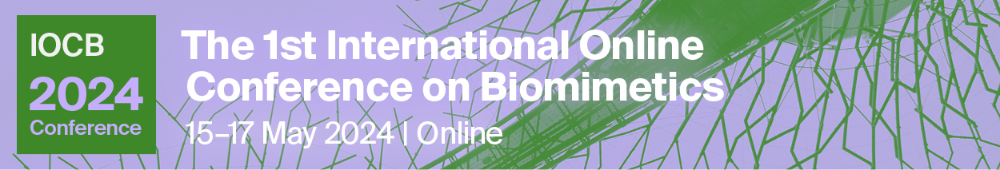 IOCB
2024
Conference
The 1st International Online
Conference on Biomimetics
15–17 May 2024 | Online